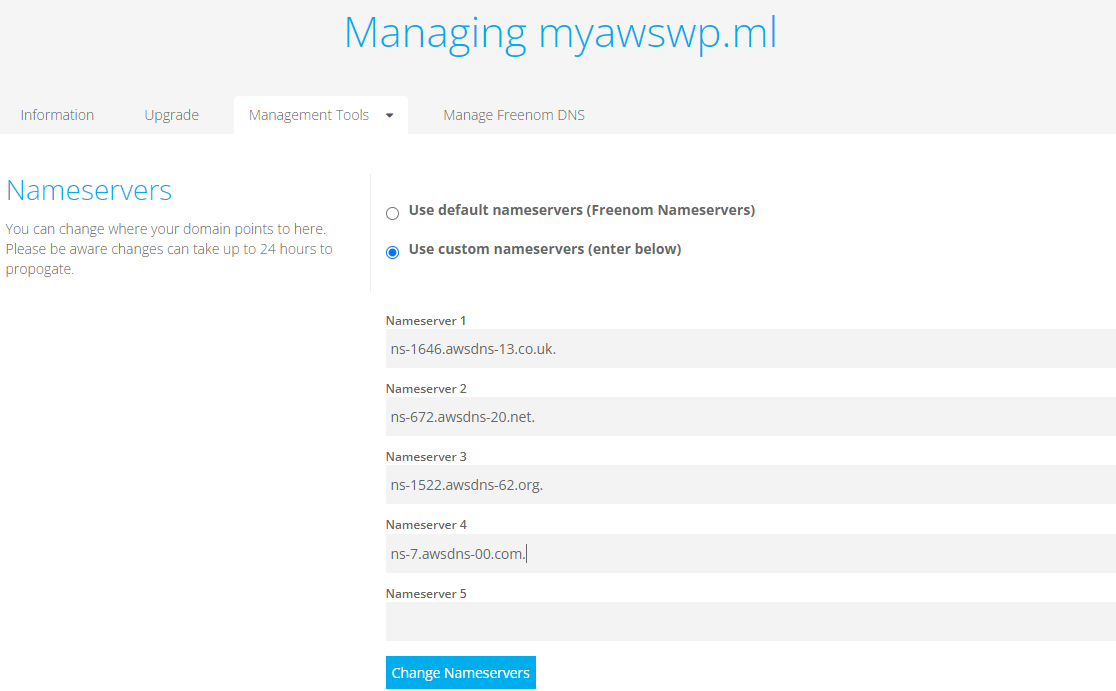 Managing myawswp.ml
Information
Upgrade
Management Tools
Manage Freenom DNS
Nameservers
You can change where your domain points to here.
Please be aware changes can take up to 24 hours to
propogate.
Use default nameservers (Freenom Nameservers)
Use custom nameservers (enter below)
Nameserver 1
ns-1646.awsdns-13.co.uk.
Nameserver 2
ns-672.awsdns-20.net.
Nameserver 3
ns-1522.awsdns-62.org.
Nameserver 4
ns-7.awsdns-00.com.
Nameserver 5
Change Nameservers